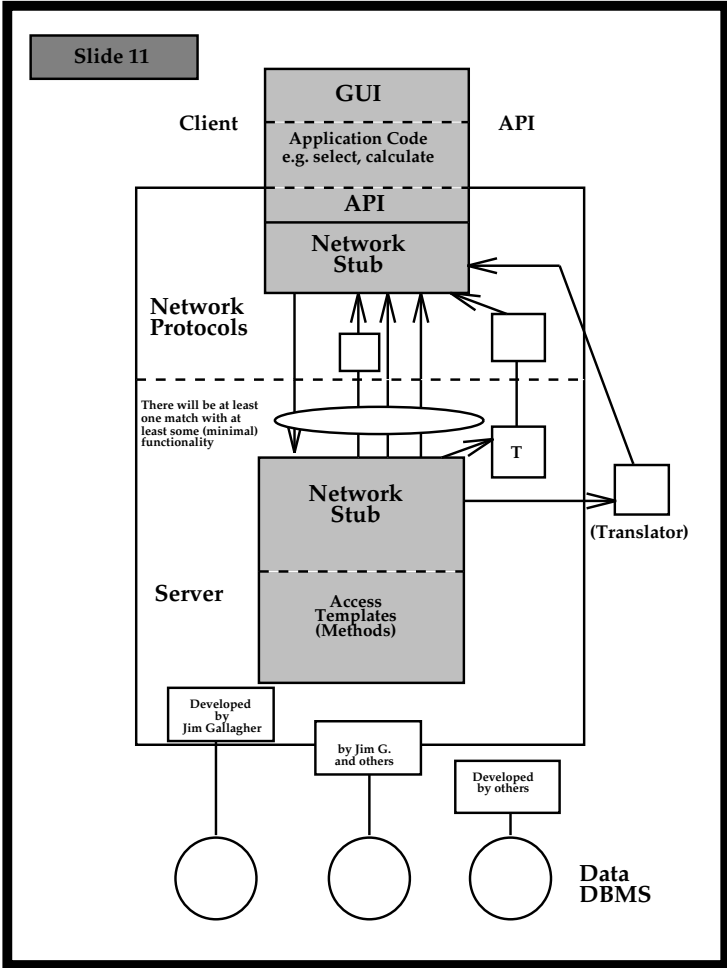 Slide 11
GUI
Client
API
Application Code
e.g. select, calculate
API
Network
Stub
Network
Protocols
There will be at least
one match with at
least some (minimal)
functionality
T
Network
Stub
(Translator)
Server
Access
Templates
(Methods)
Developed
by
Jim Gallagher
by Jim G.
and others
Developed
by others
Data
DBMS